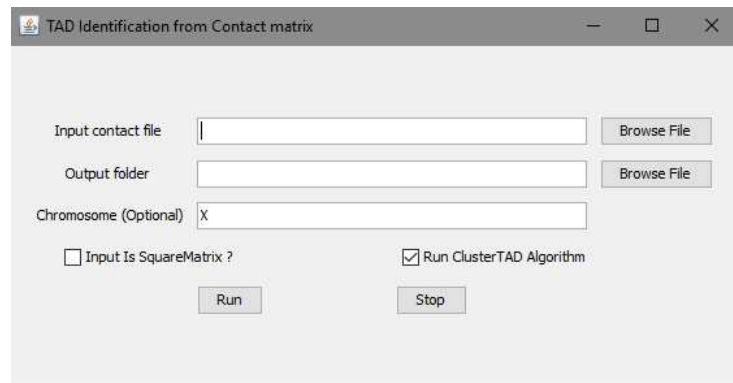 TAD Identification from Contact matrix
Input contact file Browse File
Output folder Browse File
Chromosome (Optional) X
Input Is SquareMatrix ? Run ClusterTAD Algorithm
Run Stop